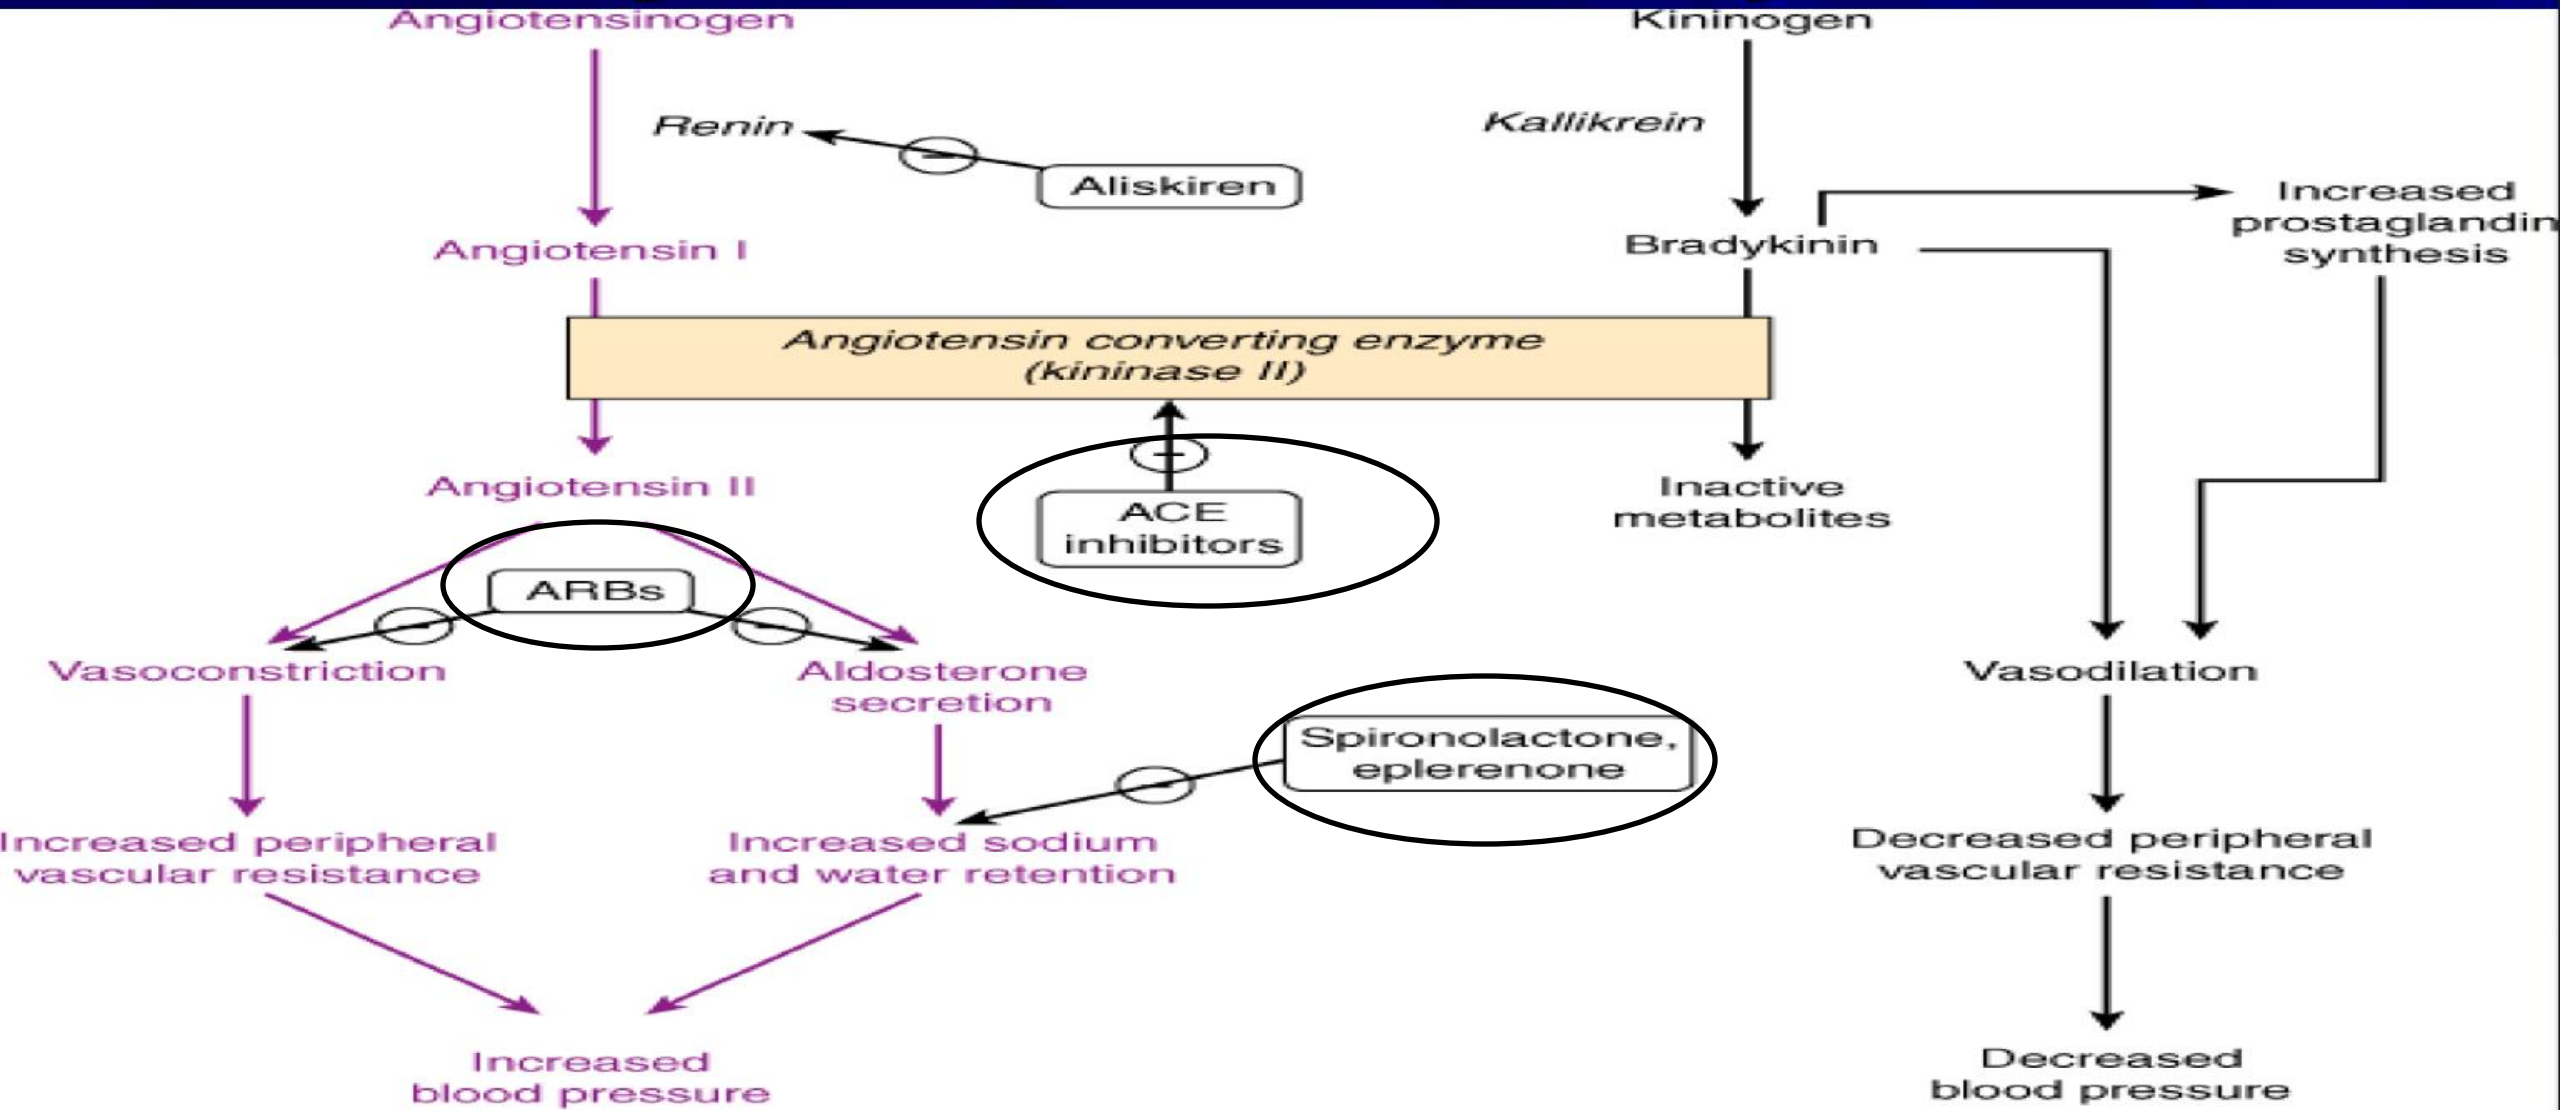 Angiotensinogen
Kininogen
Renin
Kallikrein
Aliskiren
Increased
prostaglandin
synthesis
Angiotensin I
Bradykinin
Angiotensin converting enzyme
(kininase II)
Angiotensin II
ACE
inhibitors
Inactive
metabolites
ARBs
Vasoconstriction
Aldosterone
secretion
Vasodilation
Spironolactone,
eplerenone
Increased peripheral
vascular resistance
Increased sodium
and water retention
Decreased peripheral
vascular resistance
Increased
blood pressure
Decreased
blood pressure